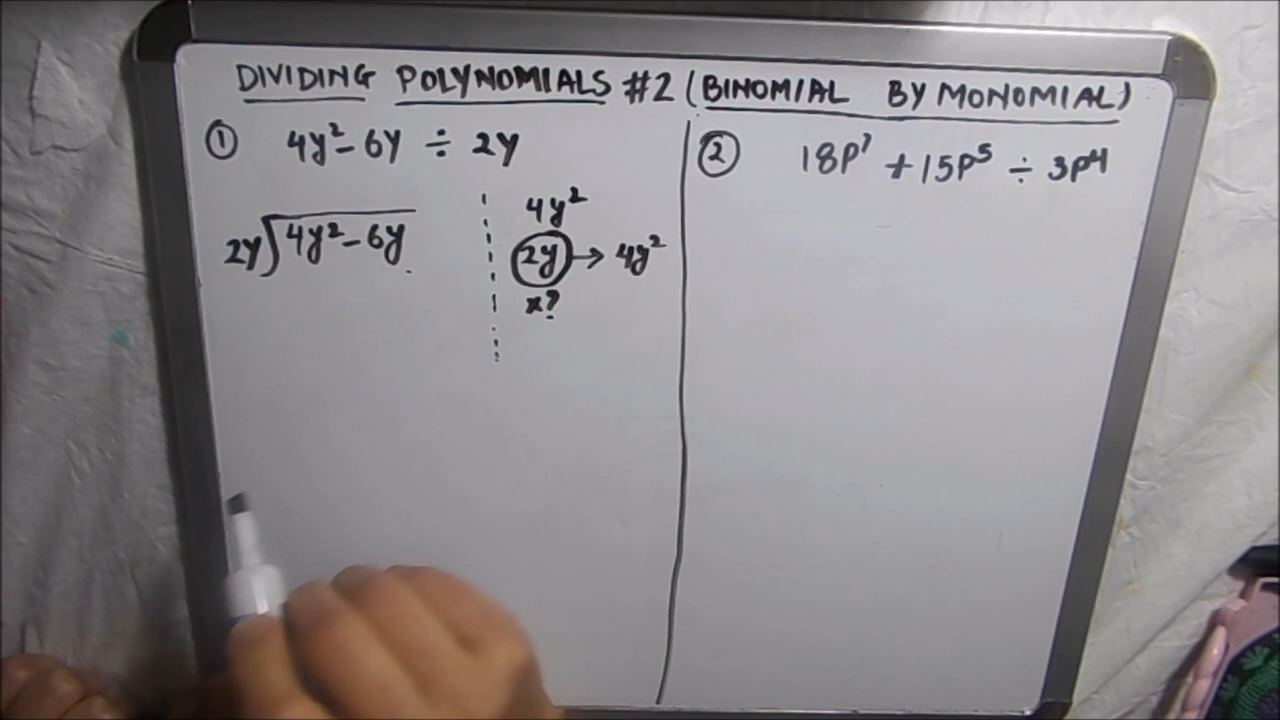 DIVIDING POLYNOMIALS #2 (BINOMIAL BY MONOMIAL)
① 4y² - 6y ÷ 2y
2y)4y² - 6y
4y²
2y → 4y²
x?
② 18p⁷ + 15p⁵ ÷ 3p⁴